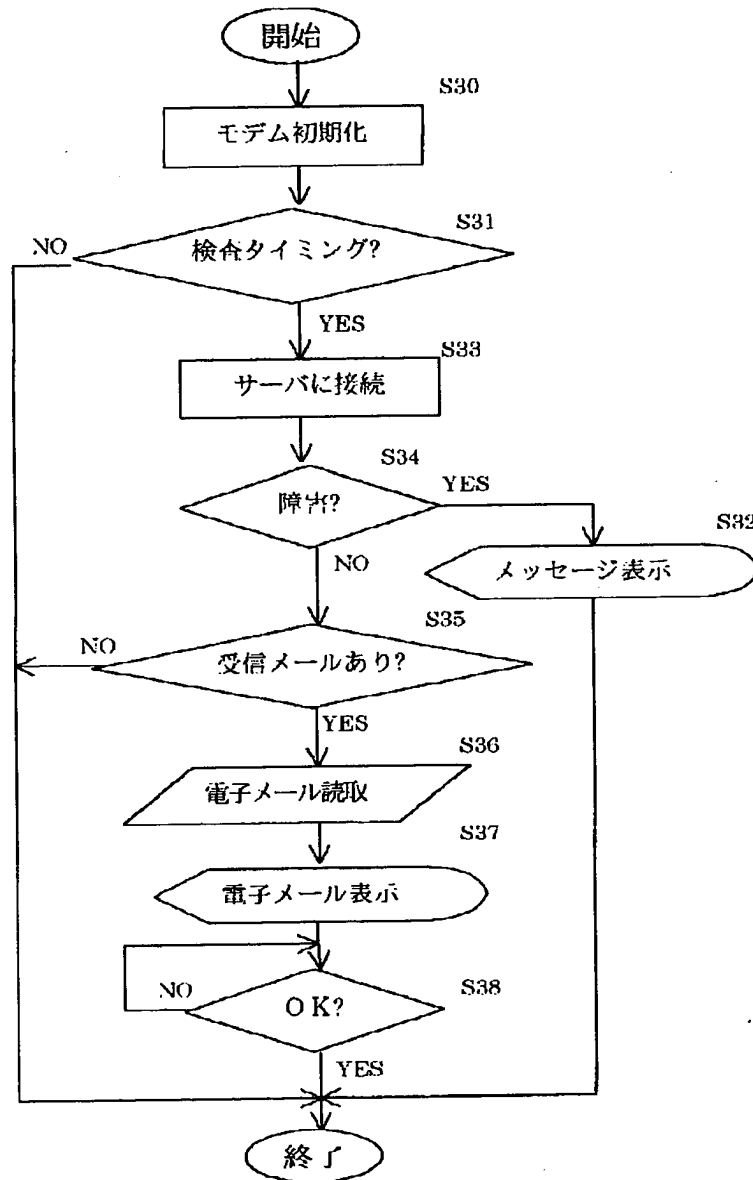 開始
S30
モデム初期化
S31
NO
検査タイミング?
YES
S33
サーバに接続
S34
障害?
YES
S32
メッセージ表示
NO
S35
NO
受信メールあり?
YES
S36
電子メール読取
S37
電子メール表示
NO
OK?
S38
YES
終了